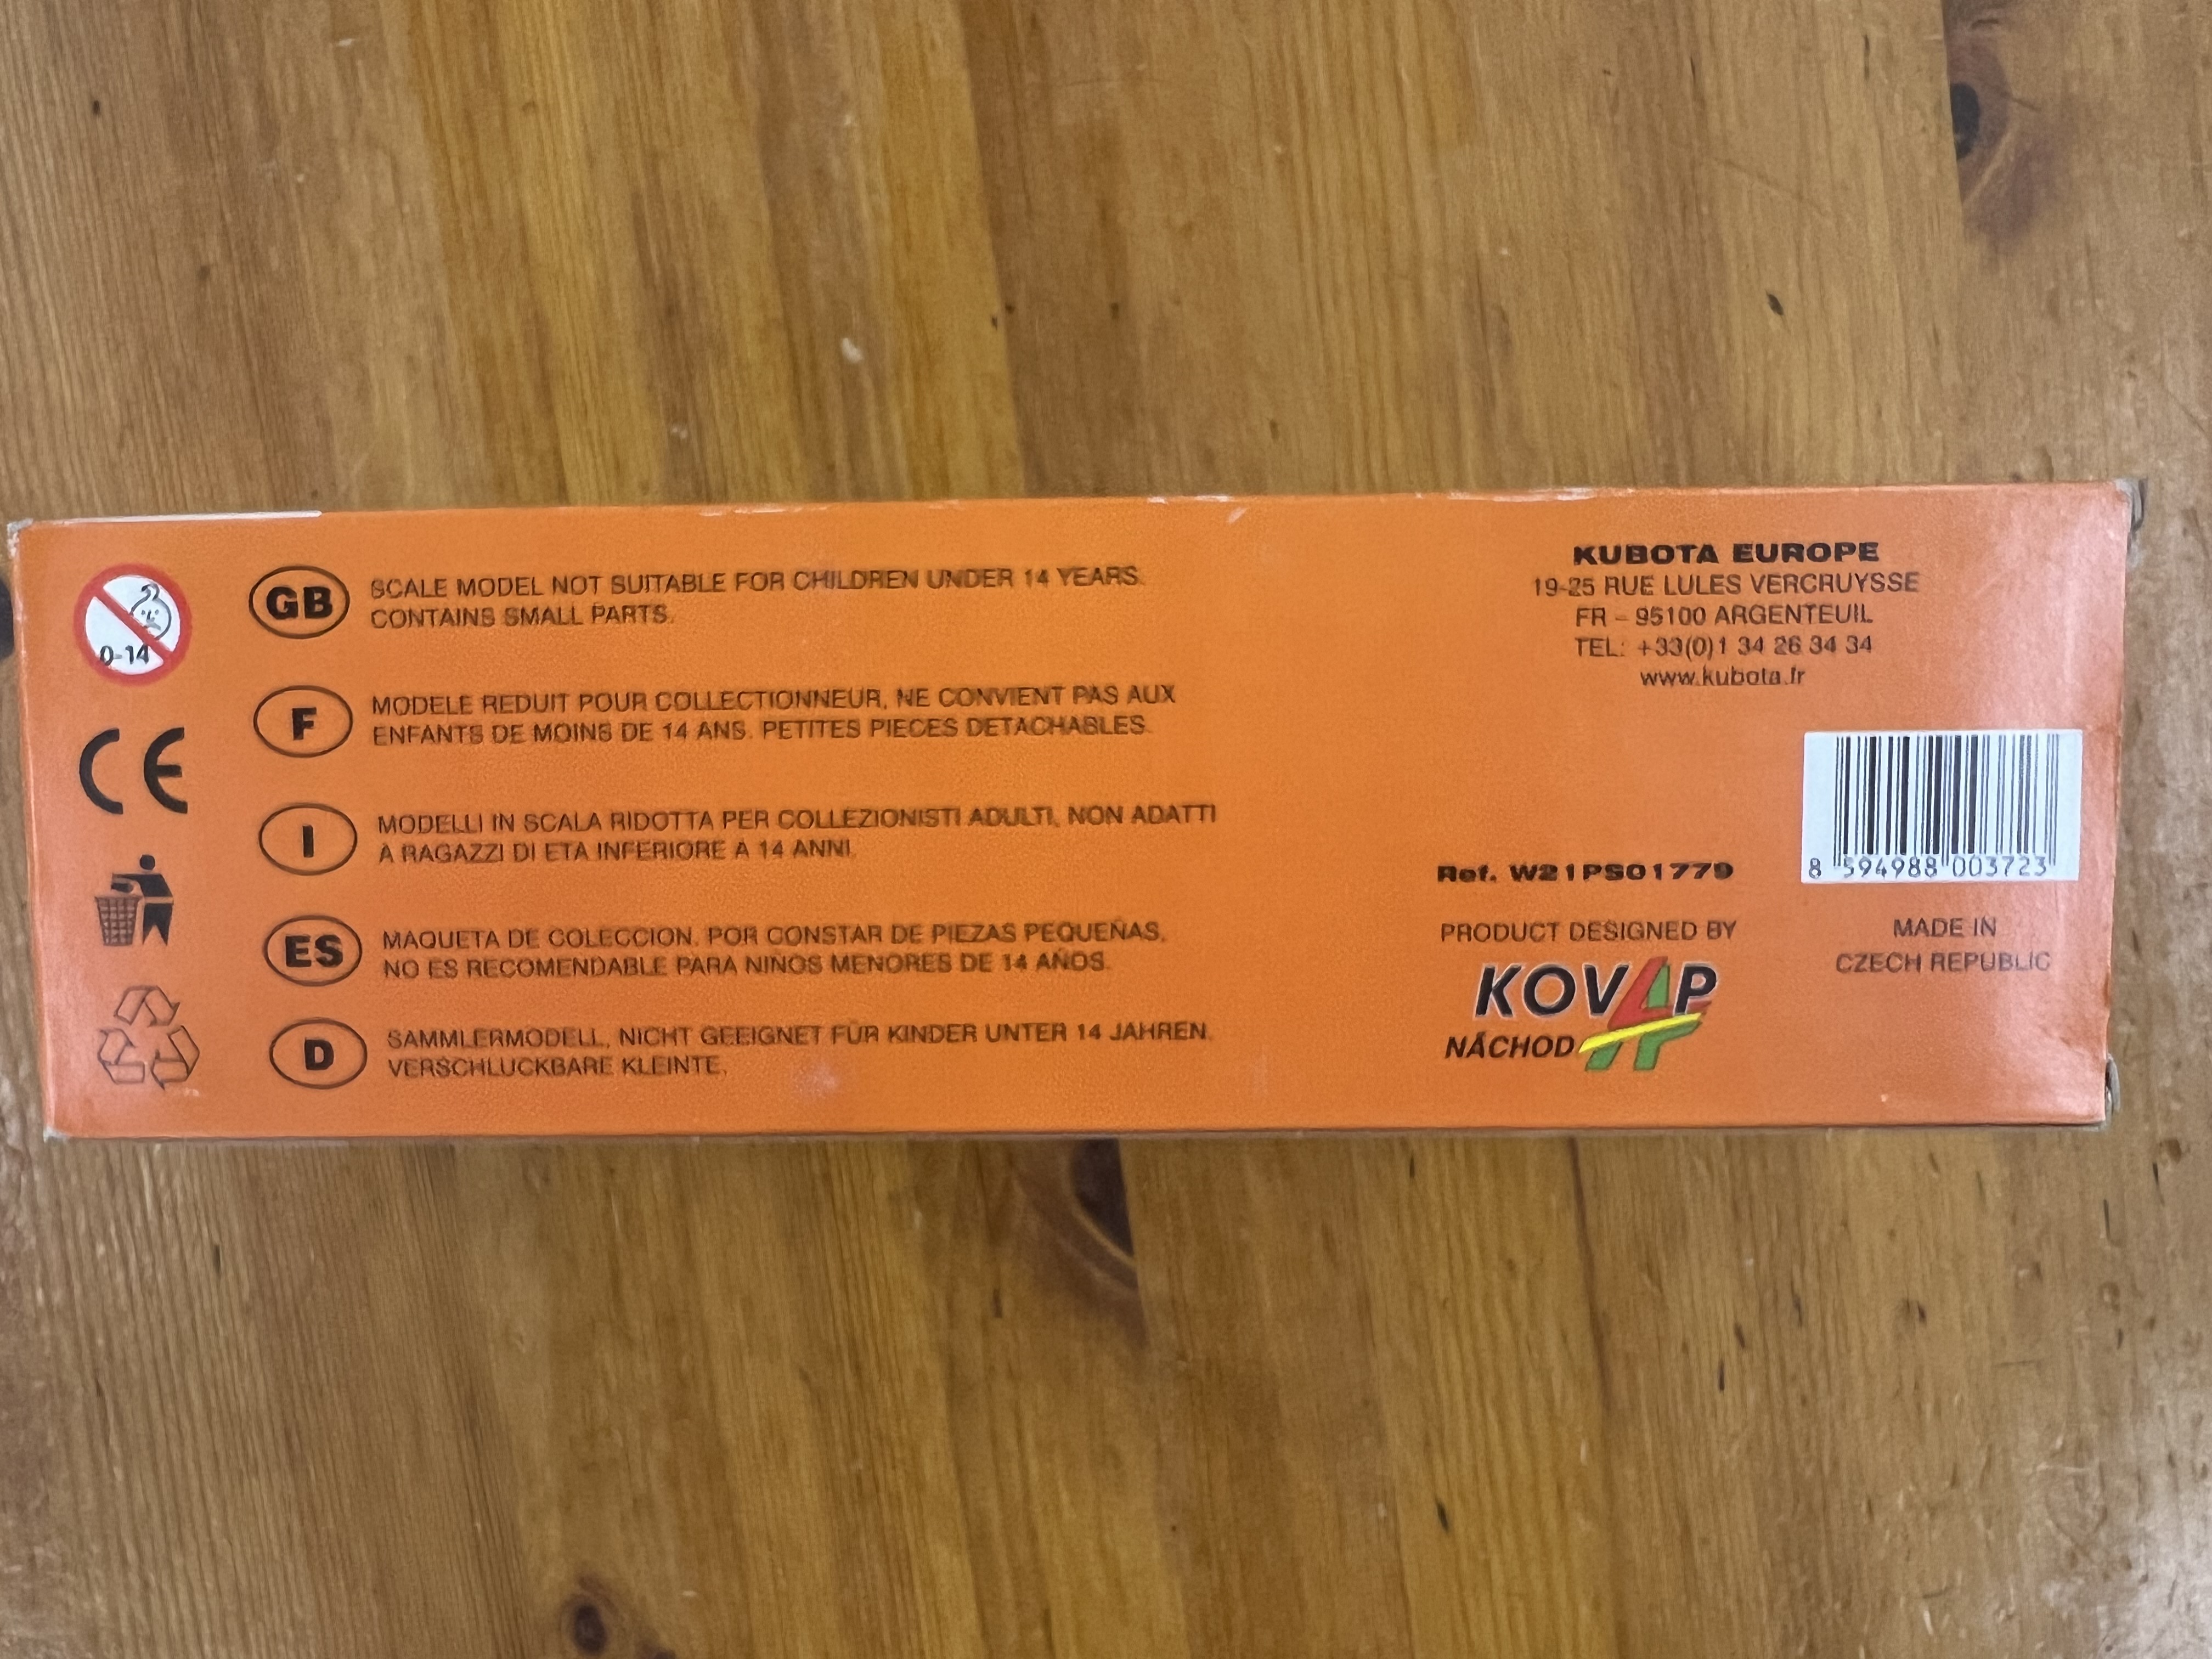 0-14
CE
GB
SCALE MODEL NOT SUITABLE FOR CHILDREN UNDER 14 YEARS.
CONTAINS SMALL PARTS.
F
MODELE REDUIT POUR COLLECTIONNEUR, NE CONVIENT PAS AUX
ENFANTS DE MOINS DE 14 ANS. PETITES PIECES DETACHABLES.
I
MODELLI IN SCALA RIDOTTA PER COLLEZIONISTI ADULTI, NON ADATTI
A RAGAZZI DI ETA INFERIORE A 14 ANNI.
ES
MAQUETA DE COLECCION. POR CONSTAR DE PIEZAS PEQUEÑAS,
NO ES RECOMENDABLE PARA NIÑOS MENORES DE 14 AÑOS.
D
SAMMLERMODELL, NICHT GEEIGNET FÜR KINDER UNTER 14 JAHREN.
VERSCHLUCKBARE KLEINTE.
KUBOTA EUROPE
19-25 RUE LULES VERCRUYSSE
FR - 95100 ARGENTEUIL
TEL: +33(0)1 34 26 34 34
www.kubota.fr
8 594988 003723
Ref. W21PS01779
PRODUCT DESIGNED BY
KOVAP
NÁCHOD
MADE IN
CZECH REPUBLIC